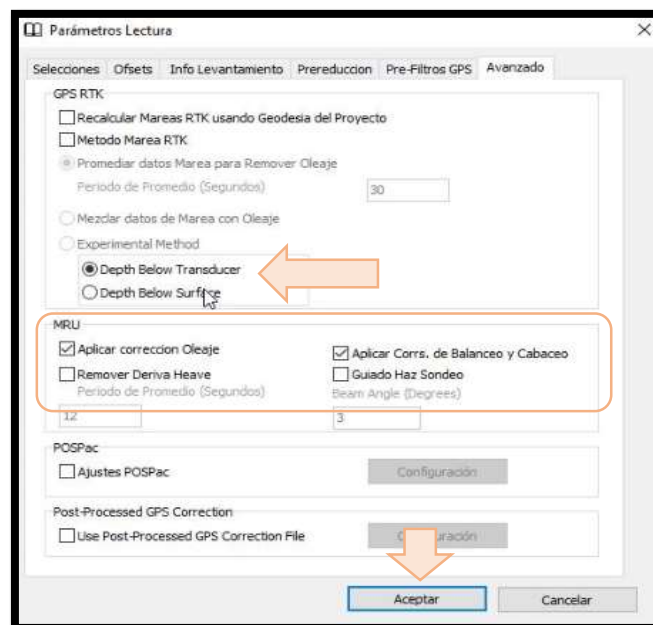 Parámetros Lectura
Selecciones Ofsets Info Levantamiento Prereduccion Pre-Filtros GPS Avanzado
GPS RTK
Recalcular Mareas RTK usando Geodesia del Proyecto
Metodo Marea RTK
Promediar datos Marea para Remover Oleaje
Periodo de Promedio (Segundos) 30
Mezclar datos de Marea con Oleaje
Experimental Method
Depth Below Transducer
Depth Below Surface
MRU
Aplicar correccion Oleaje Aplicar Corrs. de Balanceo y Cabaceo
Remover Deriva Heave Guiado Haz Sondeo
Periodo de Promedio (Segundos) Beam Angle (Degrees)
12 3
POSPac
Ajustes POSPac Configuración
Post-Processed GPS Correction
Use Post-Processed GPS Correction File
Aceptar Cancelar